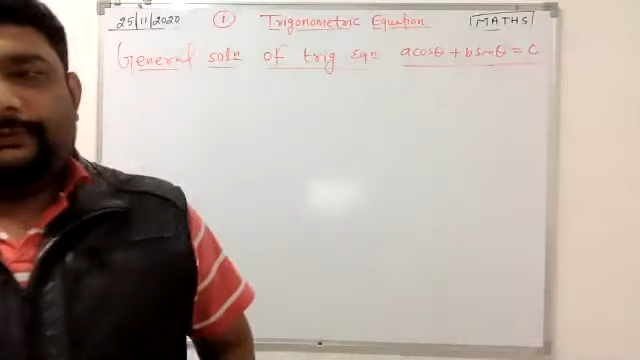 25/11/2020 ① Trigonometric Equation MATHS
General solⁿ of trig eqⁿ acosθ + bsinθ = c